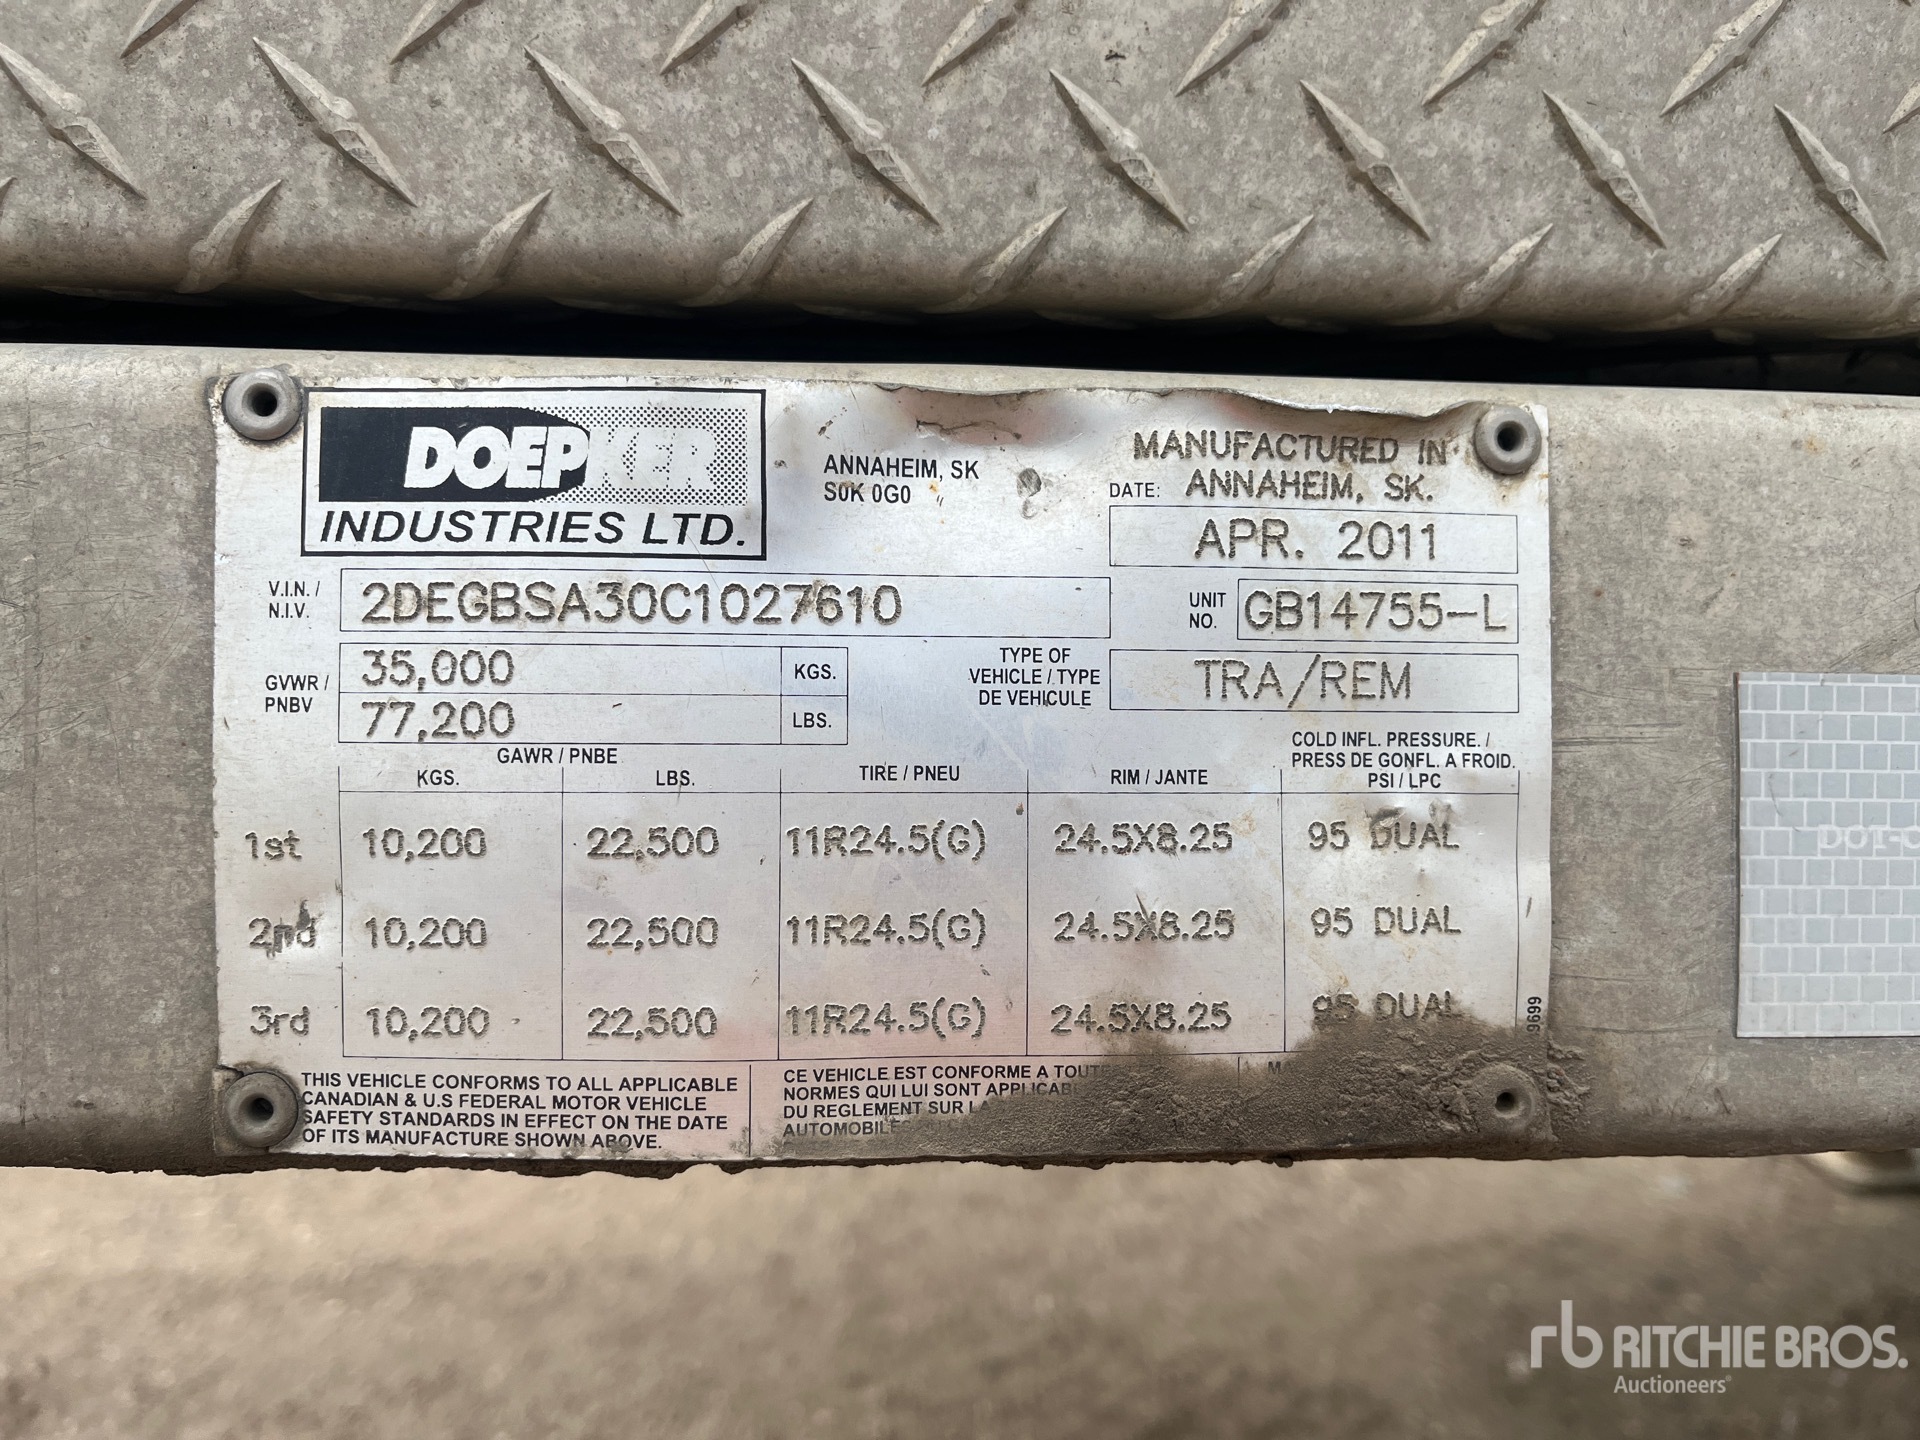 DOEPKER
INDUSTRIES LTD.
ANNAHEIM, SK
S0K 0G0
MANUFACTURED IN
DATE: ANNAHEIM, SK.
APR. 2011
V.I.N. /
N.I.V.
2DEGBSA30C1027610
UNIT
NO.
GB14755-L
GVWR /
PNBV
35,000 KGS.
77,200 LBS.
TYPE OF
VEHICLE / TYPE
DE VEHICULE
TRA/REM
GAWR / PNBE
KGS. LBS. TIRE / PNEU RIM / JANTE
COLD INFL. PRESSURE. /
PRESS DE GONFL. A FROID.
PSI / LPC
1st 10,200 22,500 11R24.5(G) 24.5X8.25 95 DUAL
2nd 10,200 22,500 11R24.5(G) 24.5X8.25 95 DUAL
3rd 10,200 22,500 11R24.5(G) 24.5X8.25 95 DUAL
9699
THIS VEHICLE CONFORMS TO ALL APPLICABLE
CANADIAN & U.S FEDERAL MOTOR VEHICLE
SAFETY STANDARDS IN EFFECT ON THE DATE
OF ITS MANUFACTURE SHOWN ABOVE.
CE VEHICULE EST CONFORME A
NORMES QUI LUI SONT
DU REGLEMENT SUR
DOT-C
rb RITCHIE BROS.
Auctioneers